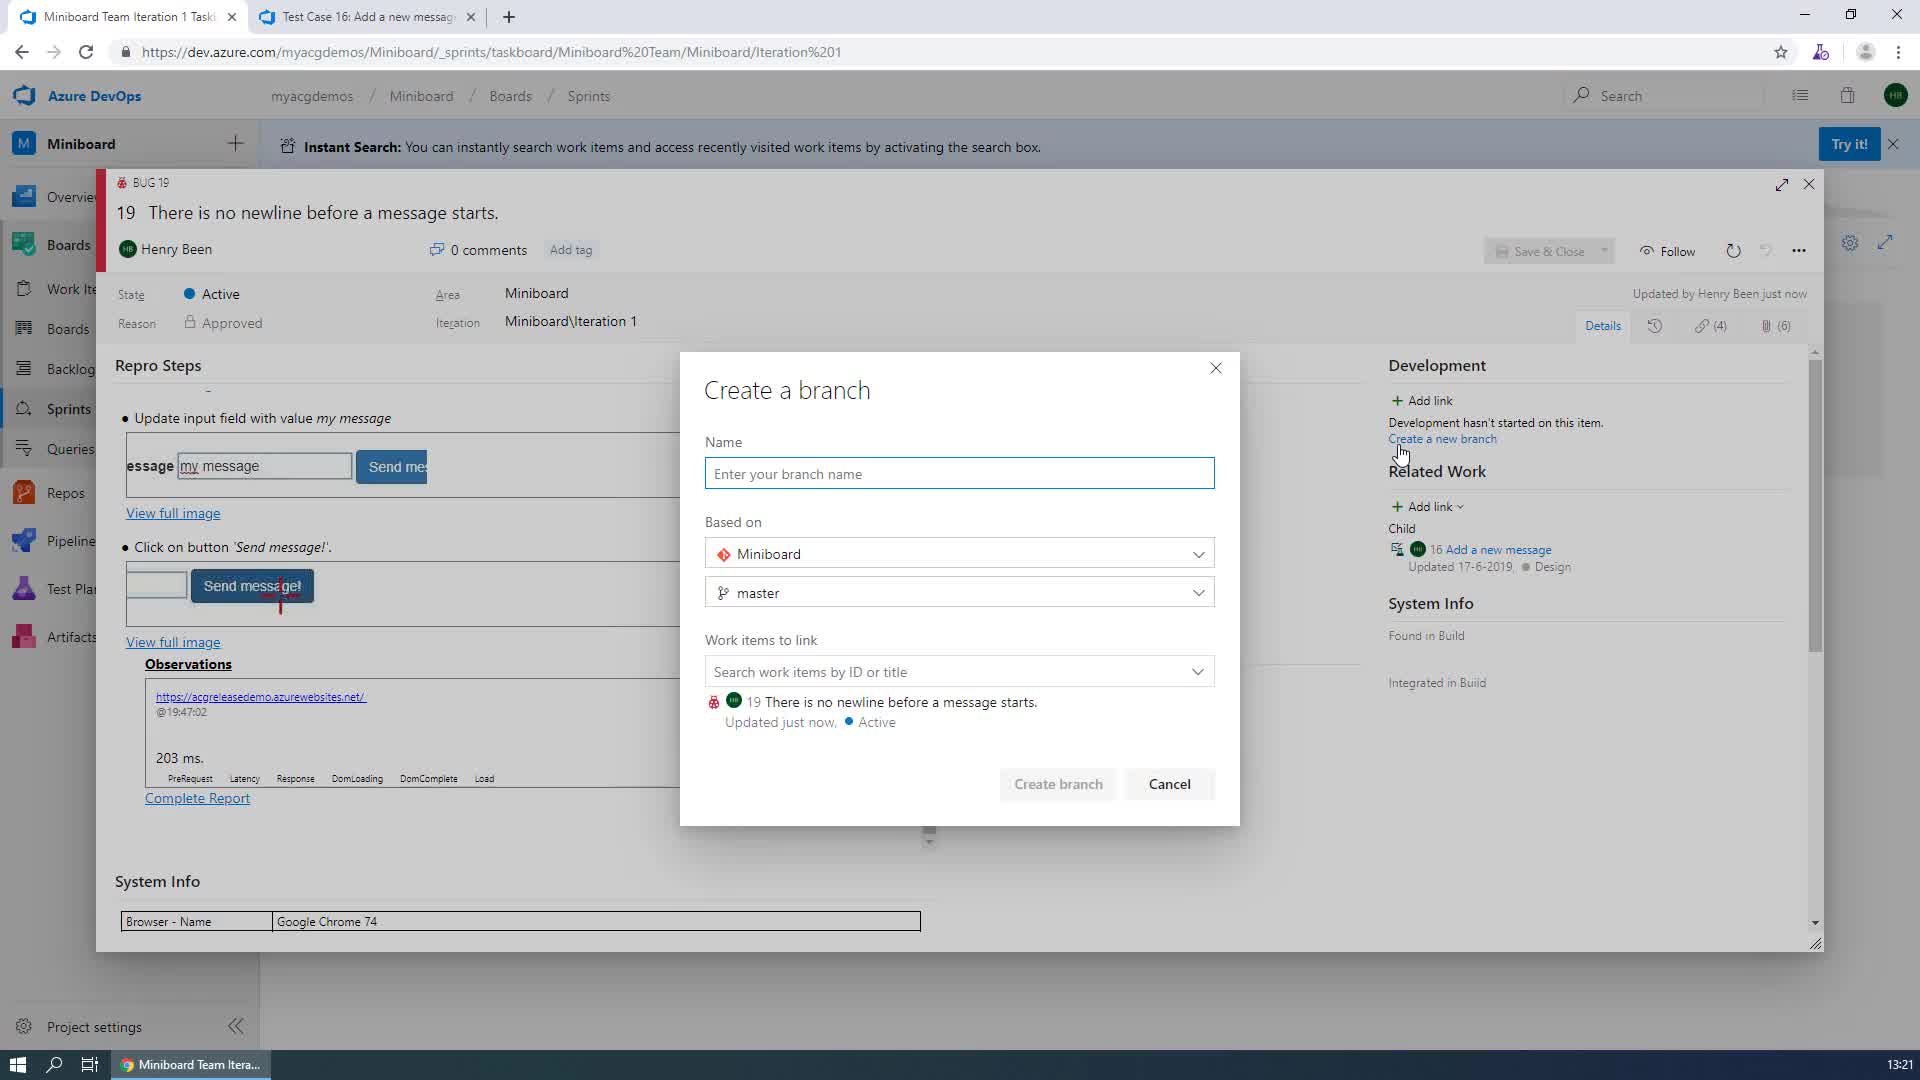 Miniboard Team Iteration 1 Task
Test Case 16: Add a new messag
https://dev.azure.com/myacgdemos/Miniboard/_sprints/taskboard/Miniboard%20Team/Miniboard/Iteration%201
Azure DevOps
myacgdemos / Miniboard / Boards / Sprints
Search
HB
M Miniboard
Instant Search: You can instantly search work items and access recently visited work items by activating the search box.
Try it!
Overvie
Boards
Work Ite
Boards
Backlog
Sprints
Queries
Repos
Pipeline
Test Pla
Artifacts
Project settings
BUG 19
19 There is no newline before a message starts.
HB Henry Been
0 comments
Add tag
Save & Close
Follow
State
Active
Area
Miniboard
Updated by Henry Been just now
Reason
Approved
Iteration
Miniboard\Iteration 1
Details
(4)
(6)
Repro Steps
• Update input field with value my message
essage my message Send mes
View full image
• Click on button 'Send message!'.
Send message!
View full image
Observations
https://acgreleasedemo.azurewebsites.net/
@19:47:02
203 ms.
PreRequest Latency Response DomLoading DomComplete Load
Complete Report
System Info
Browser - Name Google Chrome 74
Create a branch
Name
Enter your branch name
Based on
Miniboard
master
Work items to link
Search work items by ID or title
HB 19 There is no newline before a message starts.
Updated just now, Active
Create branch
Cancel
Development
+ Add link
Development hasn't started on this item.
Create a new branch
Related Work
+ Add link
Child
HB 16 Add a new message
Updated 17-6-2019, Design
System Info
Found in Build
Integrated in Build
Miniboard Team Itera...
13:21